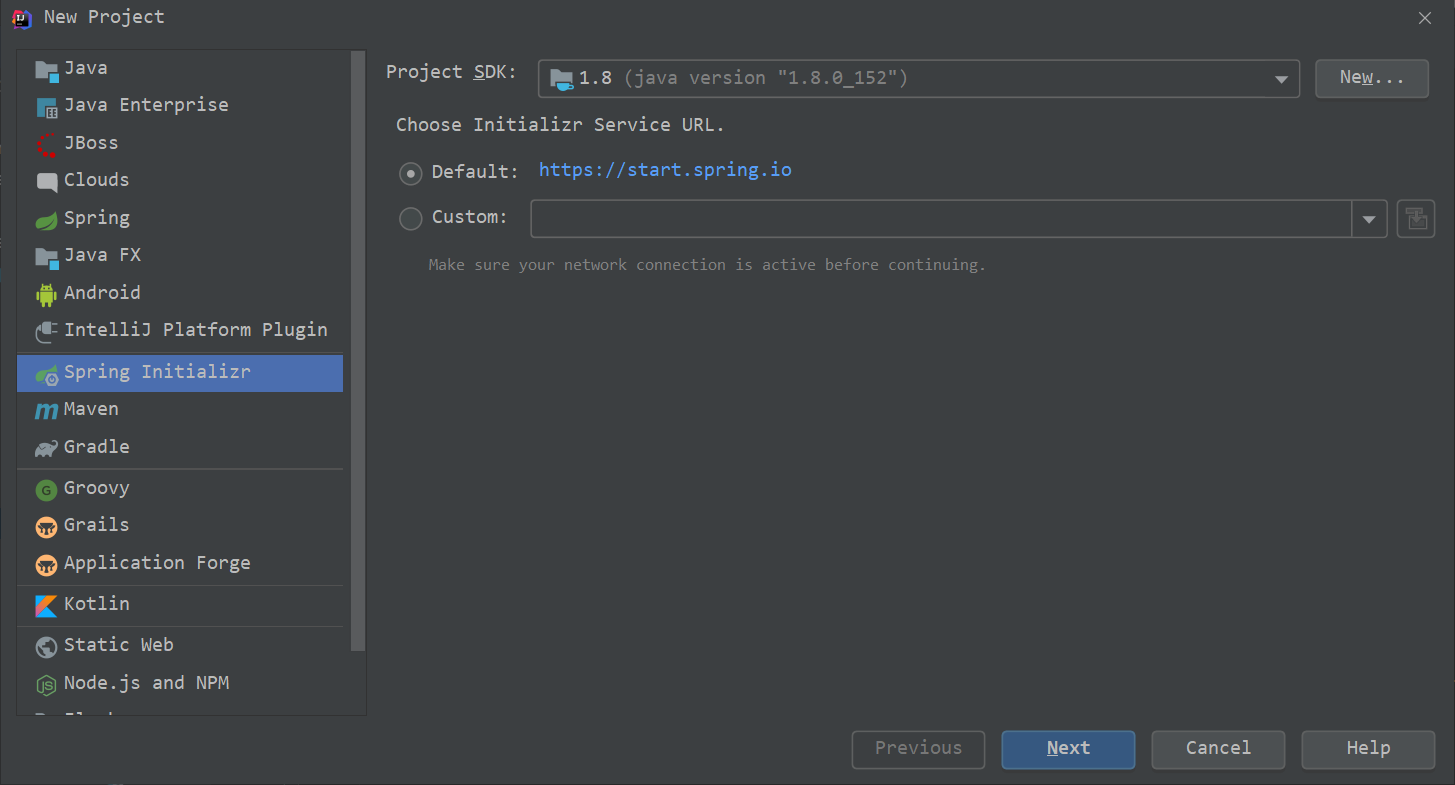 New Project
Java
Java Enterprise
JBoss
Clouds
Spring
Java FX
Android
IntelliJ Platform Plugin
Spring Initializr
Maven
Gradle
Groovy
Grails
Application Forge
Kotlin
Static Web
Node.js and NPM
Project SDK: 1.8 (java version "1.8.0_152") New...
Choose Initializr Service URL.
Default: https://start.spring.io
Custom:
Make sure your network connection is active before continuing.
Previous Next Cancel Help